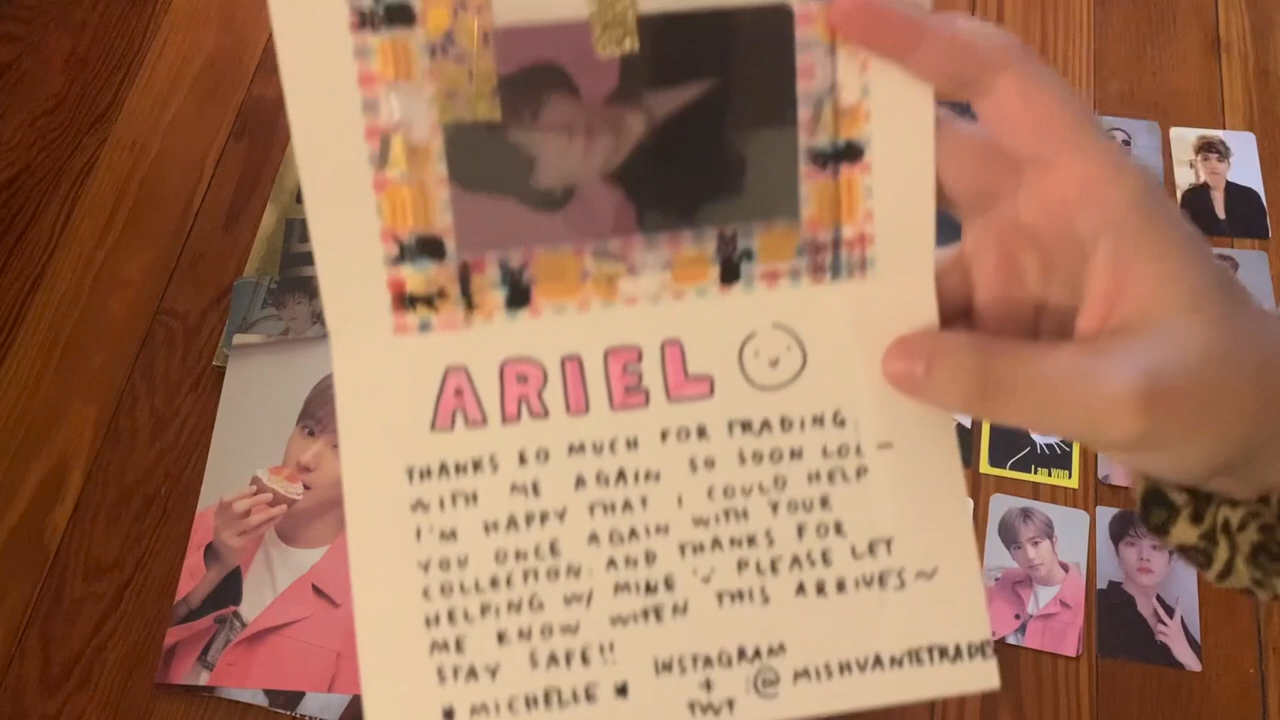 ARIEL
THANKS SO MUCH FOR TRADING
WITH ME AGAIN SO SOON LOL –
I'M HAPPY THAT I COULD HELP
YOU ONCE AGAIN WITH YOUR
COLLECTION. AND THANKS FOR
HELPING W/ MINE PLEASE LET
ME KNOW WHEN THIS ARRIVES~
STAY SAFE!!
MICHELLE
INSTAGRAM
+
TWT
@MISHVANTETRADE
I am WHO